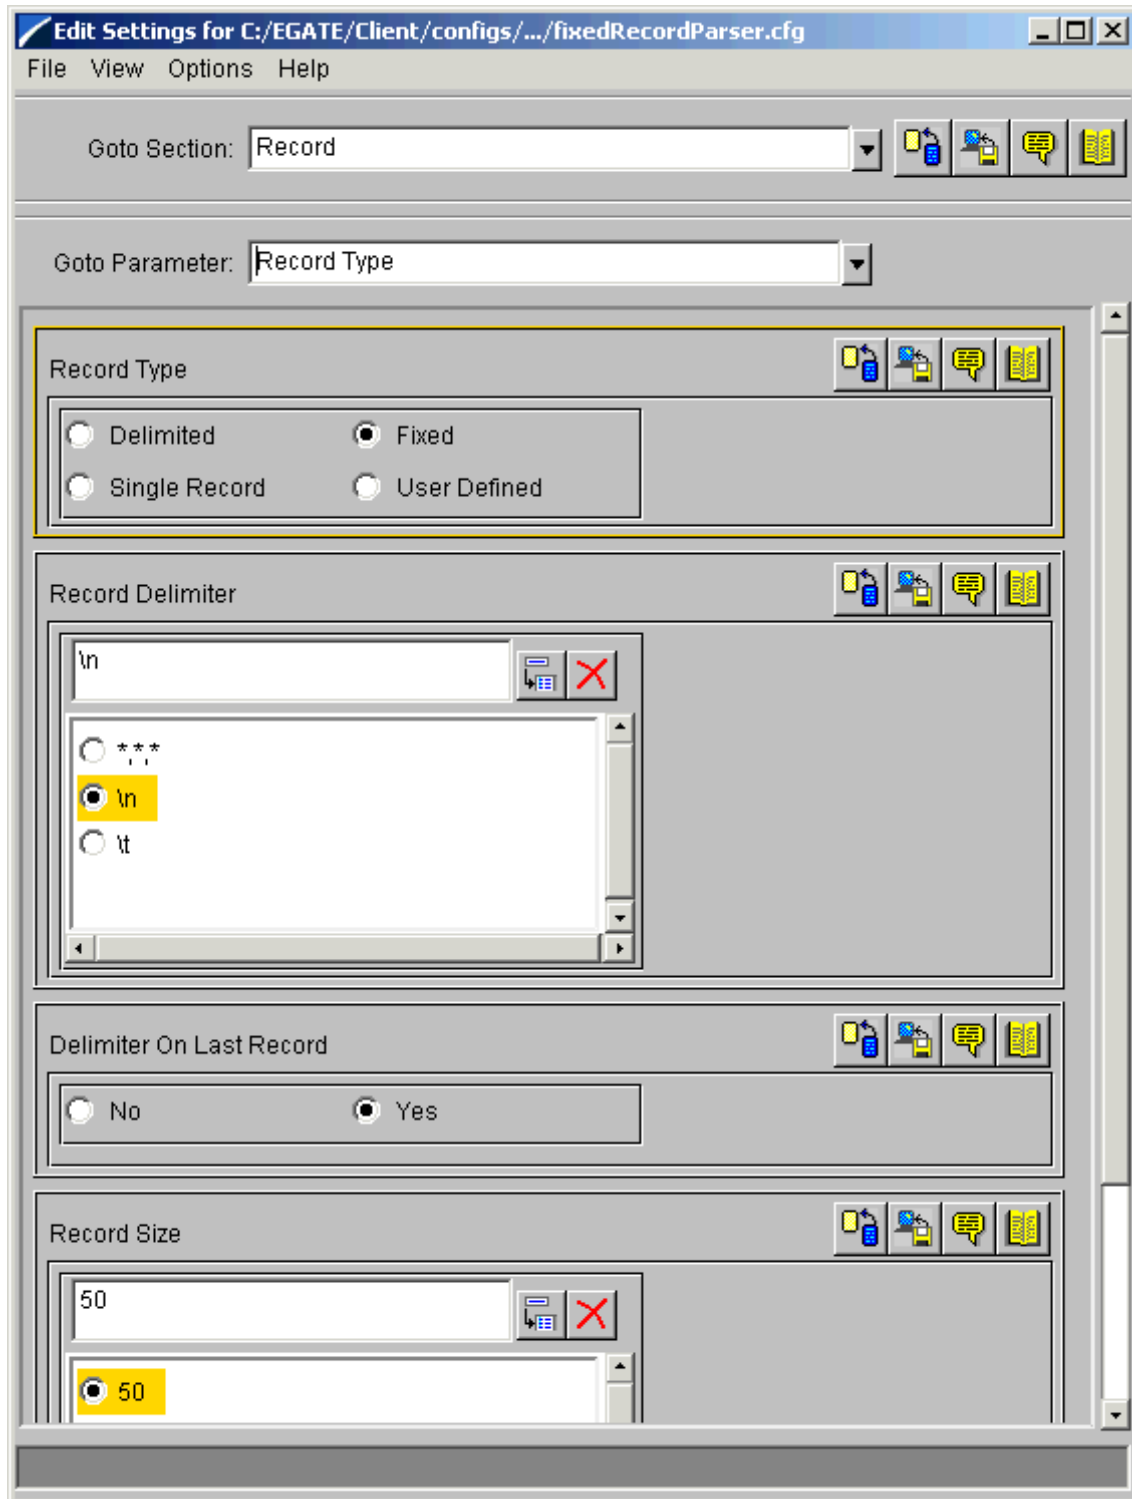 Edit Settings for C:/EGATE/Client/configs/.../fixedRecordParser.cfg
File View Options Help
Goto Section: Record
Goto Parameter: Record Type
Record Type
Delimited Fixed
Single Record User Defined
Record Delimiter
\n
*,*,*
\n
\t
Delimiter On Last Record
No Yes
Record Size
50
50